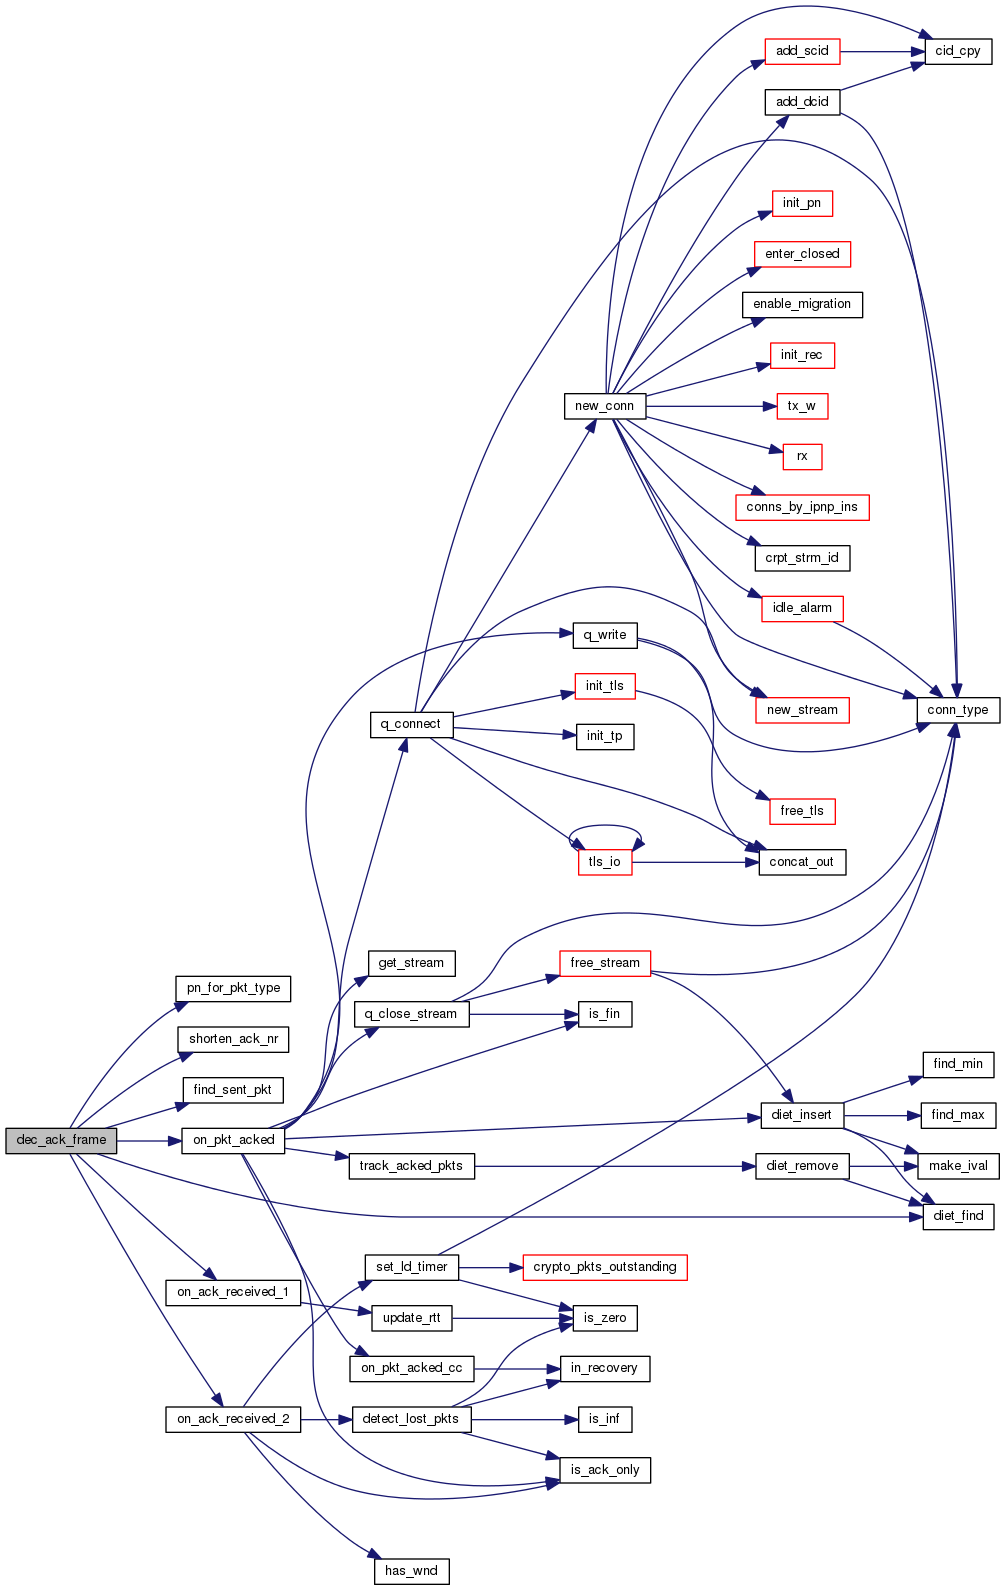 add_scid
cid_cpy
add_dcid
init_pn
enter_closed
enable_migration
init_rec
new_conn
tx_w
rx
conns_by_ipnp_ins
crpt_strm_id
idle_alarm
q_write
init_tls
new_stream
conn_type
q_connect
init_tp
free_tls
tls_io
concat_out
get_stream
free_stream
pn_for_pkt_type
q_close_stream
is_fin
shorten_ack_nr
find_min
find_sent_pkt
diet_insert
find_max
dec_ack_frame
on_pkt_acked
track_acked_pkts
diet_remove
make_ival
diet_find
set_ld_timer
crypto_pkts_outstanding
on_ack_received_1
update_rtt
is_zero
on_pkt_acked_cc
in_recovery
on_ack_received_2
detect_lost_pkts
is_inf
is_ack_only
has_wnd